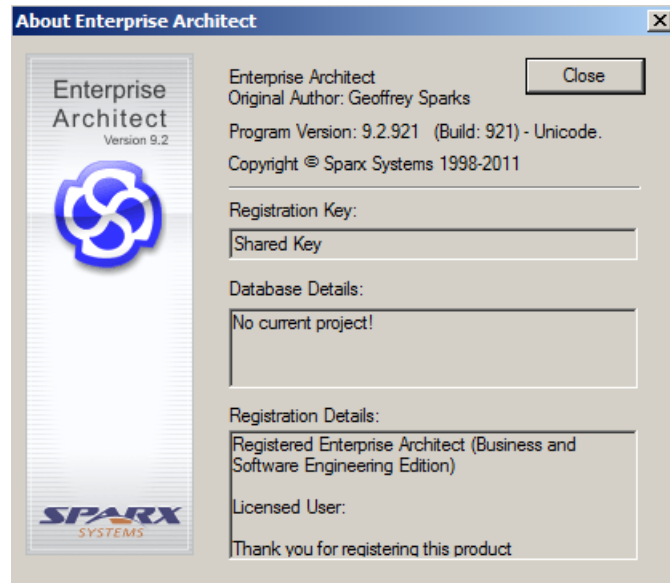 About Enterprise Architect
Enterprise
Architect
Version 9.2
SPARX
SYSTEMS
Enterprise Architect
Close
Original Author: Geoffrey Sparks
Program Version: 9.2.921 (Build: 921) - Unicode.
Copyright © Sparx Systems 1998-2011
Registration Key:
Shared Key
Database Details:
No current project!
Registration Details:
Registered Enterprise Architect (Business and
Software Engineering Edition)
Licensed User:
Thank you for registering this product